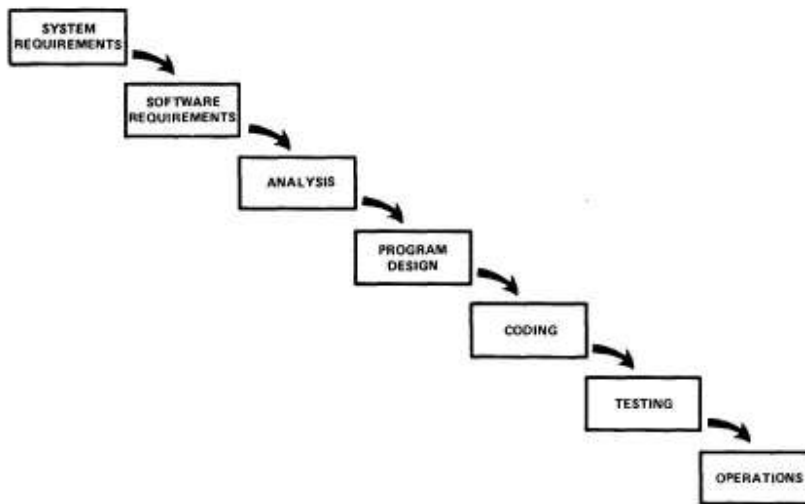 SYSTEM
REQUIREMENTS
SOFTWARE
REQUIREMENTS
ANALYSIS
PROGRAM
DESIGN
CODING
TESTING
OPERATIONS